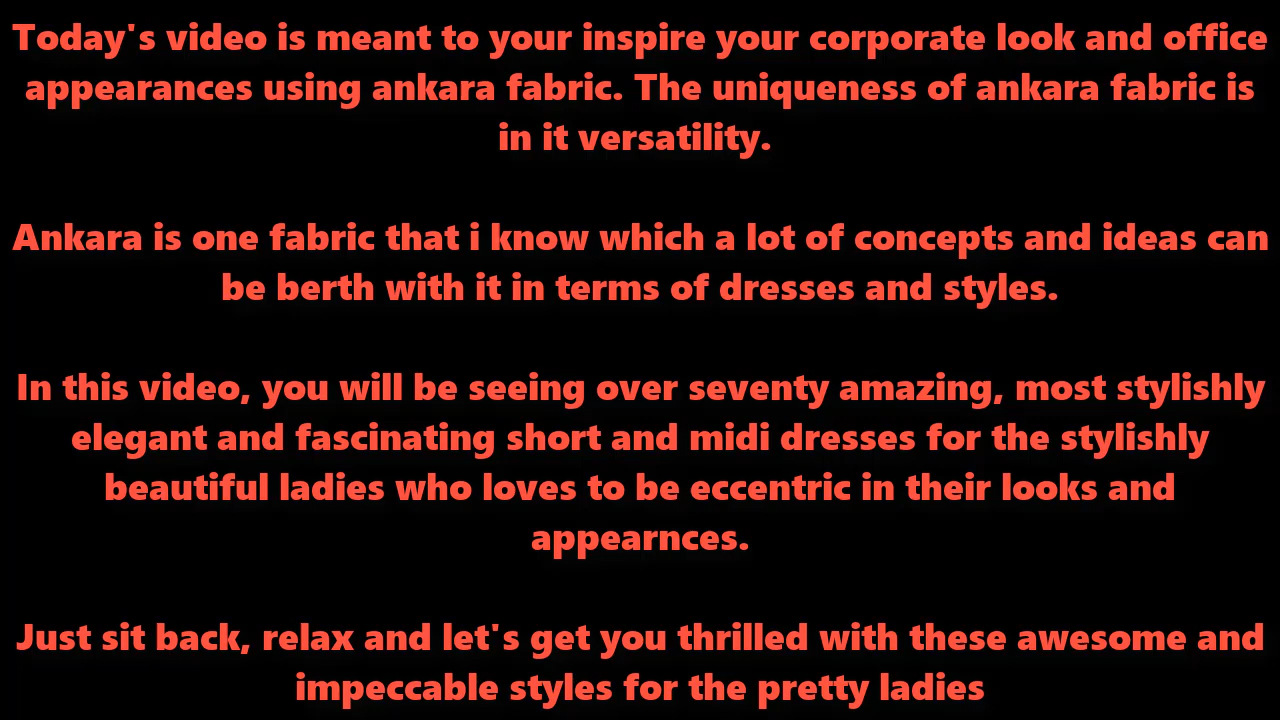 Today's video is meant to your inspire your corporate look and office
appearances using ankara fabric. The uniqueness of ankara fabric is
in it versatility.
Ankara is one fabric that i know which a lot of concepts and ideas can
be berth with it in terms of dresses and styles.
In this video, you will be seeing over seventy amazing, most stylishly
elegant and fascinating short and midi dresses for the stylishly
beautiful ladies who loves to be eccentric in their looks and
appearnces.
Just sit back, relax and let's get you thrilled with these awesome and
impeccable styles for the pretty ladies